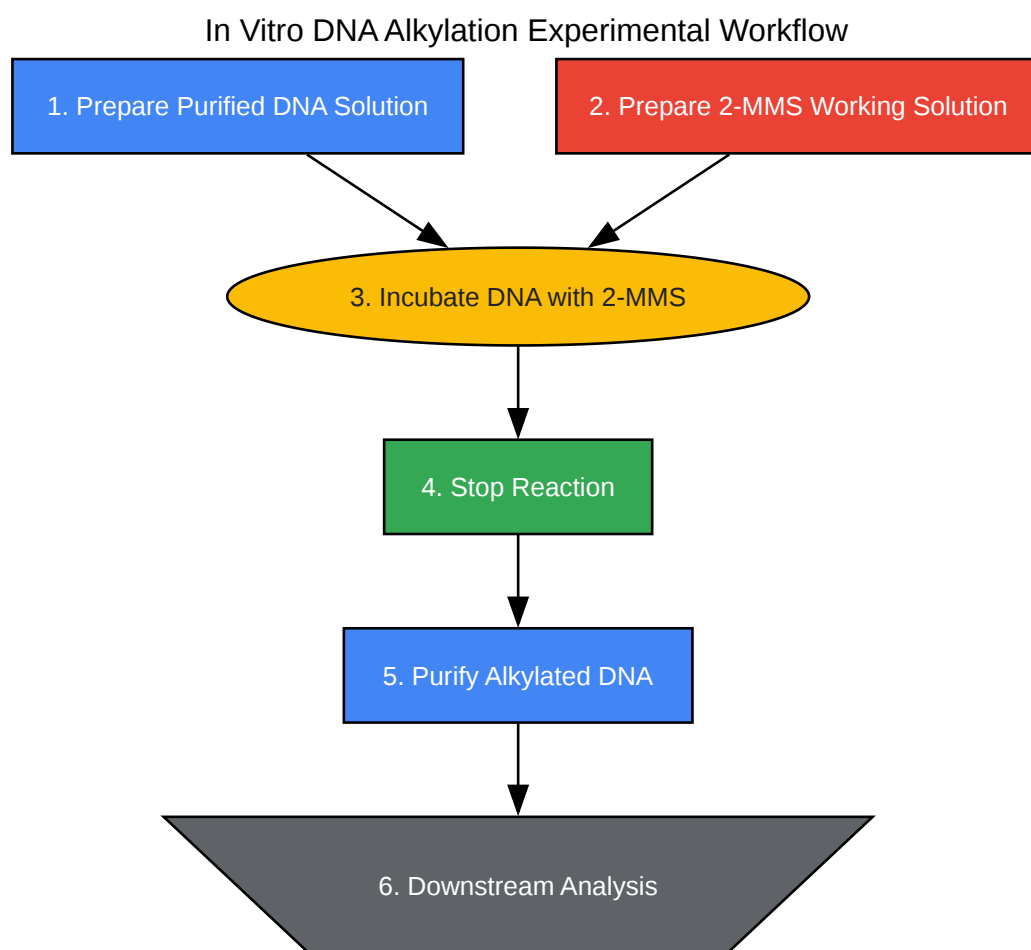 In Vitro DNA Alkylation Experimental Workflow
1. Prepare Purified DNA Solution
2. Prepare 2-MMS Working Solution
3. Incubate DNA with 2-MMS
4. Stop Reaction
5. Purify Alkylated DNA
6. Downstream Analysis